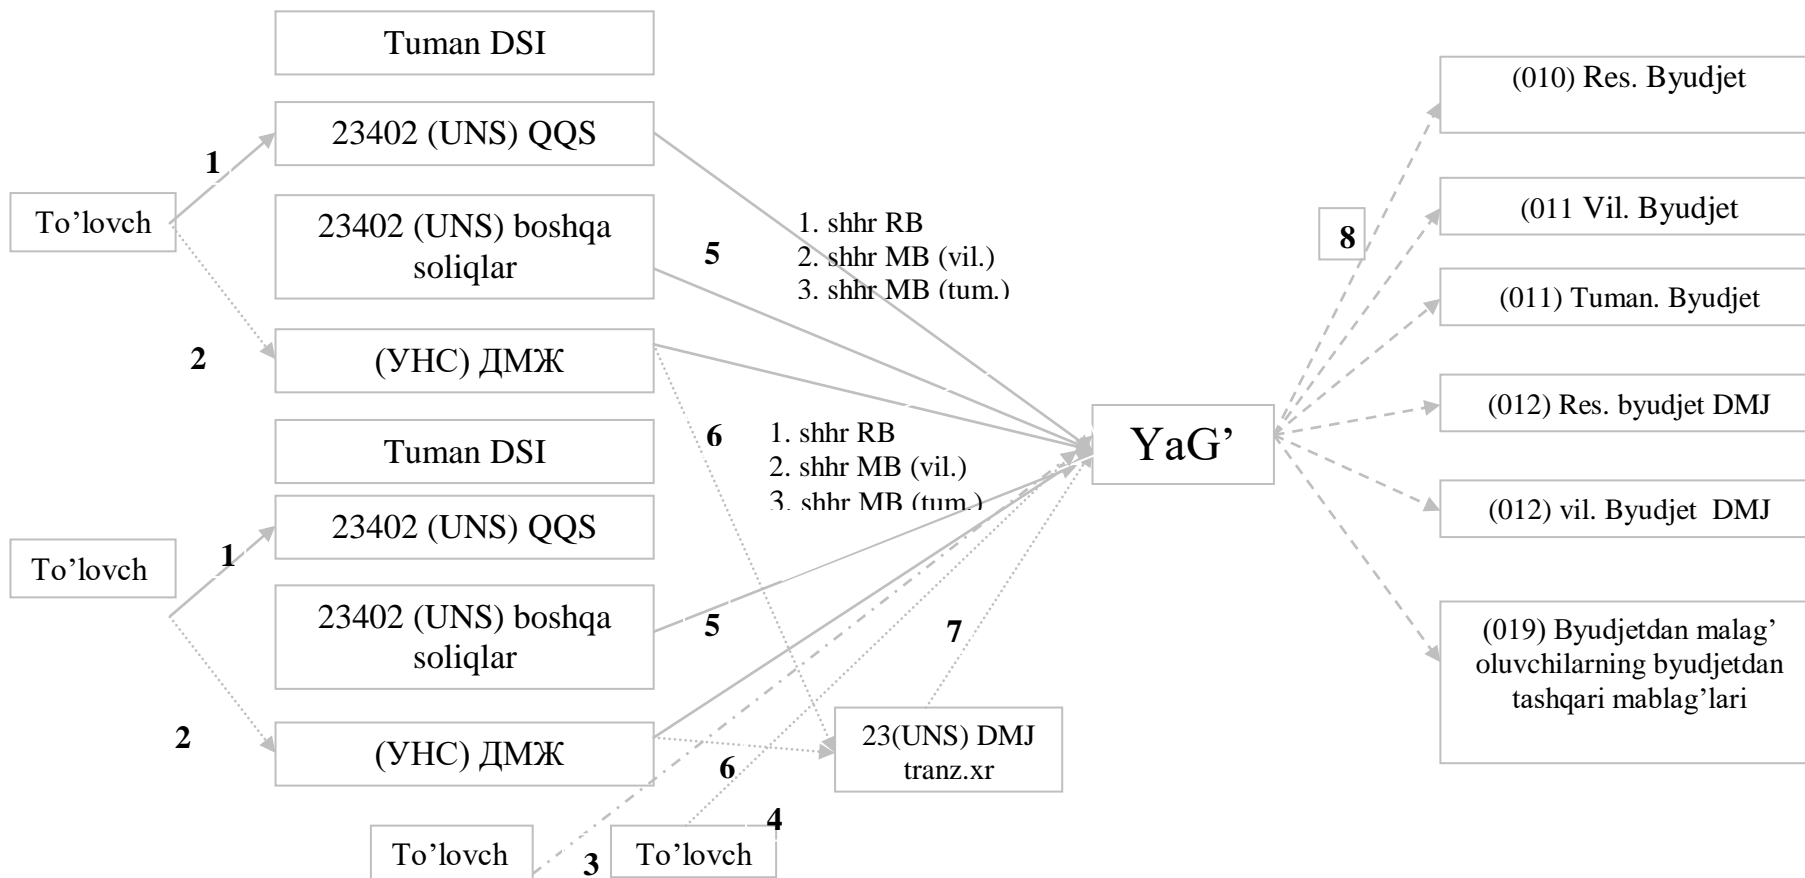 Tuman DSI
23402 (UNS) QQS
1
To’lovch
23402 (UNS) boshqa
soliqlar
2
(УНС) ДМЖ
5
1. shhr RB
2. shhr MB (vil.)
3. shhr MB (tum.)
Tuman DSI
23402 (UNS) QQS
1
To’lovch
23402 (UNS) boshqa
soliqlar
2
(УНС) ДМЖ
6
1. shhr RB
2. shhr MB (vil.)
3. shhr MB (tum.)
5
7
6
23(UNS) DMJ
tranz.xr
4
To’lovch
3
To’lovch
YaG’
8
(010) Res. Byudjet
(011 Vil. Byudjet
(011) Tuman. Byudjet
(012) Res. byudjet DMJ
(012) vil. Byudjet DMJ
(019) Byudjetdan malag’
oluvchilarning byudjetdan
tashqari mablag’lari